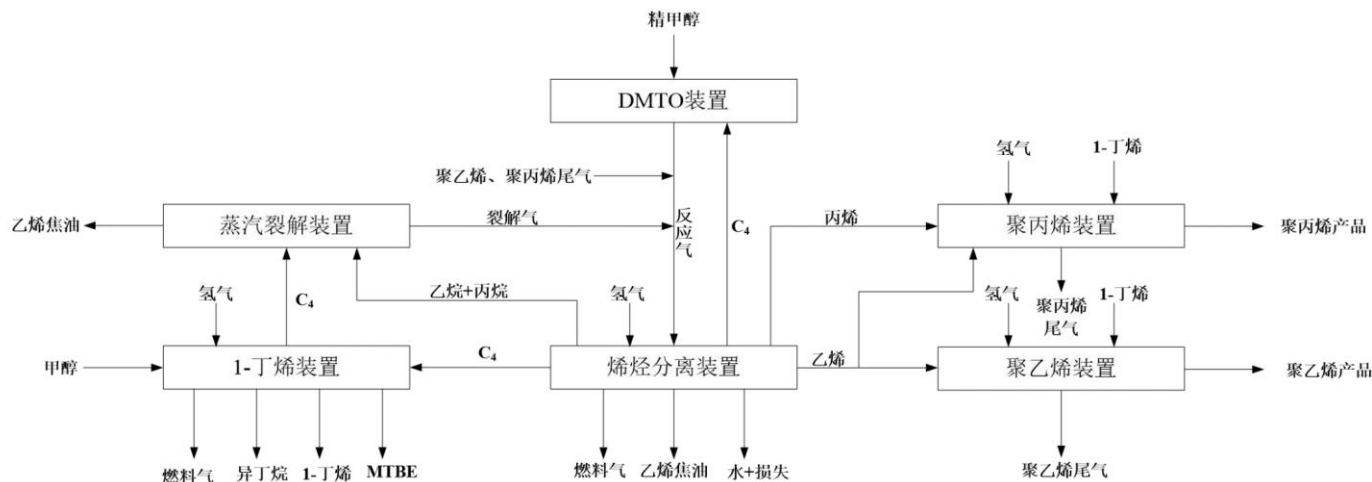 精甲醇
DMTO装置
氢气
1-丁烯
聚乙烯、聚丙烯尾气
乙烯焦油
蒸汽裂解装置
裂解气
反应气
C4
丙烯
聚丙烯装置
聚丙烯产品
氢气
C4
乙烷+丙烷
氢气
聚丙烯
尾气
氢气
1-丁烯
甲醇
1-丁烯装置
C4
烯烃分离装置
乙烯
聚乙烯装置
聚乙烯产品
燃料气
异丁烷
1-丁烯
MTBE
燃料气
乙烯焦油
水+损失
聚乙烯尾气